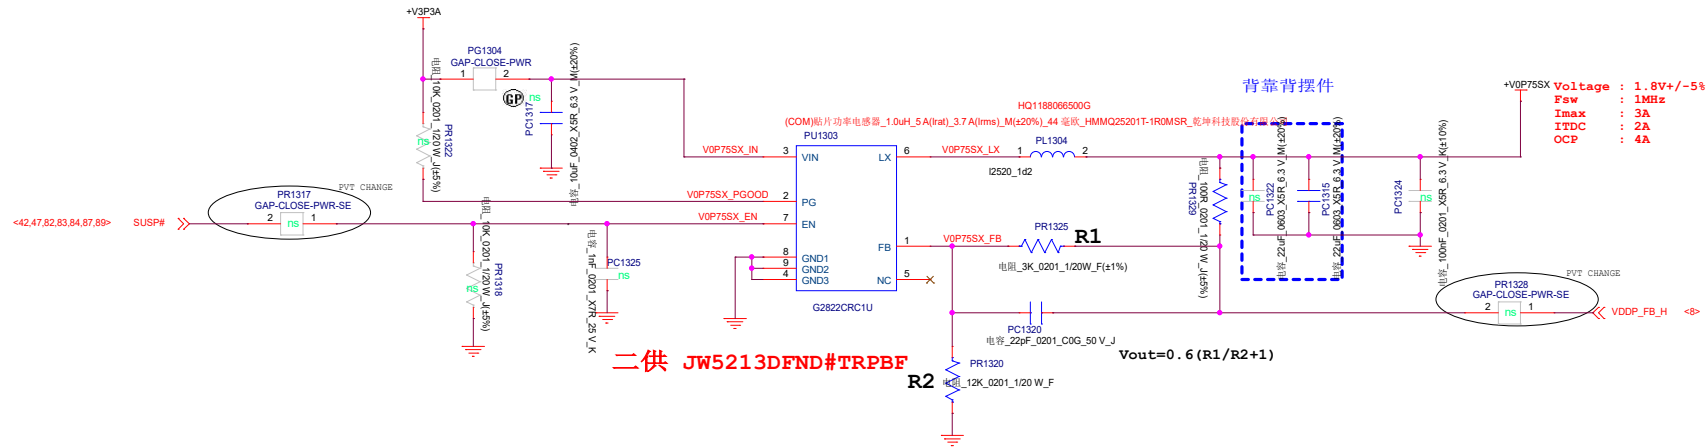 +V3P3A
PG1304
GAP-CLOSE-PWR
1
2
GP
ns
PC1317
电容_10uF_0402_X5R_6.3 V_M(±20%)
电阻_10K_0201_1/20 W_J(±5%)
PR1322
ns
PR1317
GAP-CLOSE-PWR-SE
PVT CHANGE
2
ns
1
<42,47,82,83,84,87,89>
SUSP#
电阻_10K_0201_1/20 W_J(±5%)
PR1318
ns
电容_1nF_0201_X7R_25 V_K
PC1325
ns
V0P75SX_IN
V0P75SX_PGOOD
V0P75SX_EN
PU1303
3
VIN
2
PG
7
EN
8
GND1
9
GND2
4
GND3
LX
6
FB
1
NC
5
G2822CRC1U
HQ1188066500G
(COM)贴片功率电感器_1.0uH_5 A(Irat)_3.7 A(Irms)_M(±20%)_44 毫欧_HMMQ25201T-1R0MSR_乾坤科技股份有限公司
V0P75SX_LX
1
PL1304
2
I2520_1d2
V0P75SX_FB
PR1325
R1
电阻_3K_0201_1/20W_F(±1%)
电阻_100R_0201_1/20 W_J(±5%)
PR1329
PC1320
电容_22pF_0201_C0G_50 V_J
Vout=0.6(R1/R2+1)
PR1320
R2
电阻_12K_0201_1/20 W_F
二供 JW5213DFND#TRPBF
背靠背摆件
ns
PC1322
电容_22uF_0603_X5R_6.3 V_M(±20%)
PC1315
电容_22uF_0603_X5R_6.3 V_M(±20%)
PC1324
ns
电容_100nF_0201_X5R_6.3 V_K(±10%)
+V0P75SX
Voltage : 1.8V+/-5%
Fsw : 1MHz
Imax : 3A
ITDC : 2A
OCP : 4A
PVT CHANGE
PR1328
GAP-CLOSE-PWR-SE
2
ns
1
VDDP_FB_H
<8>